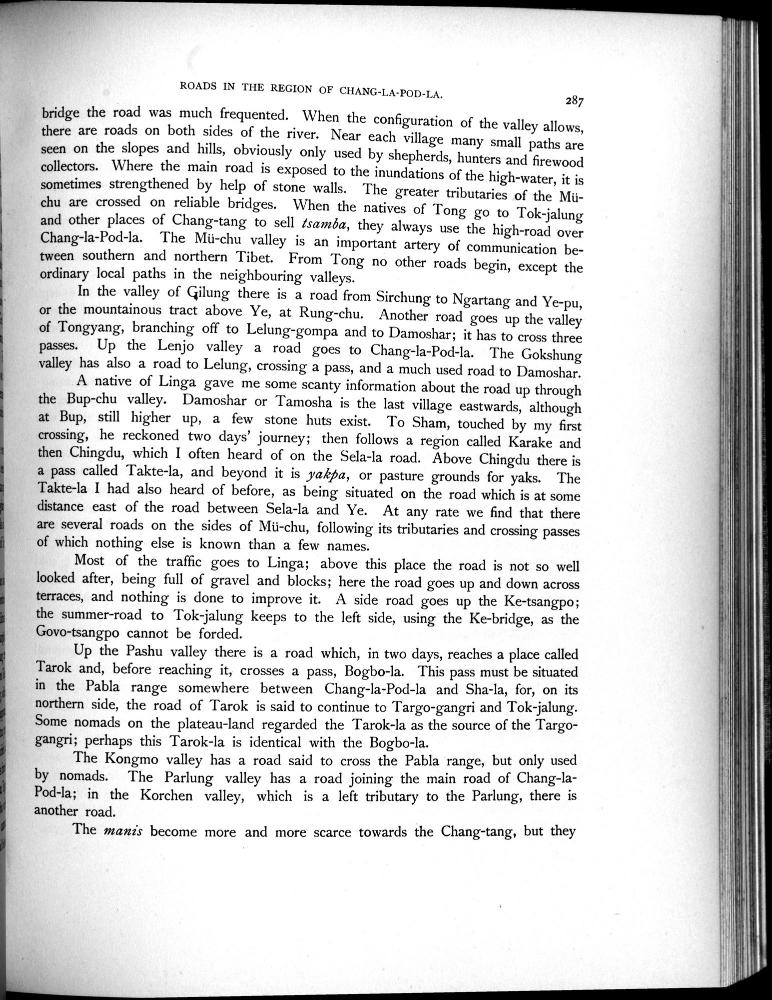 ROADS IN THE REGION OF CHANG-LA-POD-LA.
287
bridge the road was much frequented. When the configuration of the valley allows,
there are roads on both sides of the river. Near each village many small paths are
seen on the slopes and hills, obviously only used by shepherds, hunters and firewood
collectors. Where the main road is exposed to the inundations of the high-water, it is
sometimes strengthened by help of stone walls. The greater tributaries of the Mü-
chu are crossed on reliable bridges. When the natives of Tong go to Tok-jalung
and other places of Chang-tang to sell tsamba, they always use the high-road over
Chang-la-Pod-la. The Mü-chu valley is an important artery of communication be-
tween southern and northern Tibet. From Tong no other roads begin, except the
ordinary local paths in the neighbouring valleys.
In the valley of Gilung there is a road from Sirchung to Ngartang and Ye-pu,
or the mountainous tract above Ye, at Rung-chu. Another road goes up the valley
of Tongyang, branching off to Lelung-gompa and to Damoshar; it has to cross three
passes. Up the Lenjo valley a road goes to Chang-la-Pod-la. The Gokshung
valley has also a road to Lelung, crossing a pass, and a much used road to Damoshar.
A native of Linga gave me some scanty information about the road up through
the Bup-chu valley. Damoshar or Tamosha is the last village eastwards, although
at Bup, still higher up, a few stone huts exist. To Sham, touched by my first
crossing, he reckoned two days' journey; then follows a region called Karake and
then Chingdu, which I often heard of on the Sela-la road. Above Chingdu there is
a pass called Takte-la, and beyond it is yakpa, or pasture grounds for yaks. The
Takte-la I had also heard of before, as being situated on the road which is at some
distance east of the road between Sela-la and Ye. At any rate we find that there
are several roads on the sides of Mü-chu, following its tributaries and crossing passes
of which nothing else is known than a few names.
Most of the traffic goes to Linga; above this place the road is not so well
looked after, being full of gravel and blocks; here the road goes up and down across
terraces, and nothing is done to improve it. A side road goes up the Ke-tsangpo;
the summer-road to Tok-jalung keeps to the left side, using the Ke-bridge, as the
Govo-tsangpo cannot be forded.
Up the Pashu valley there is a road which, in two days, reaches a place called
Tarok and, before reaching it, crosses a pass, Bogbo-la. This pass must be situated
in the Pabla range somewhere between Chang-la-Pod-la and Sha-la, for, on its
northern side, the road of Tarok is said to continue to Targo-gangri and Tok-jalung.
Some nomads on the plateau-land regarded the Tarok-la as the source of the Targo-
gangri; perhaps this Tarok-la is identical with the Bogbo-la.
The Kongmo valley has a road said to cross the Pabla range, but only used
by nomads. The Parlung valley has a road joining the main road of Chang-la-
Pod-la; in the Korchen valley, which is a left tributary to the Parlung, there is
another road.
The manis become more and more scarce towards the Chang-tang, but they